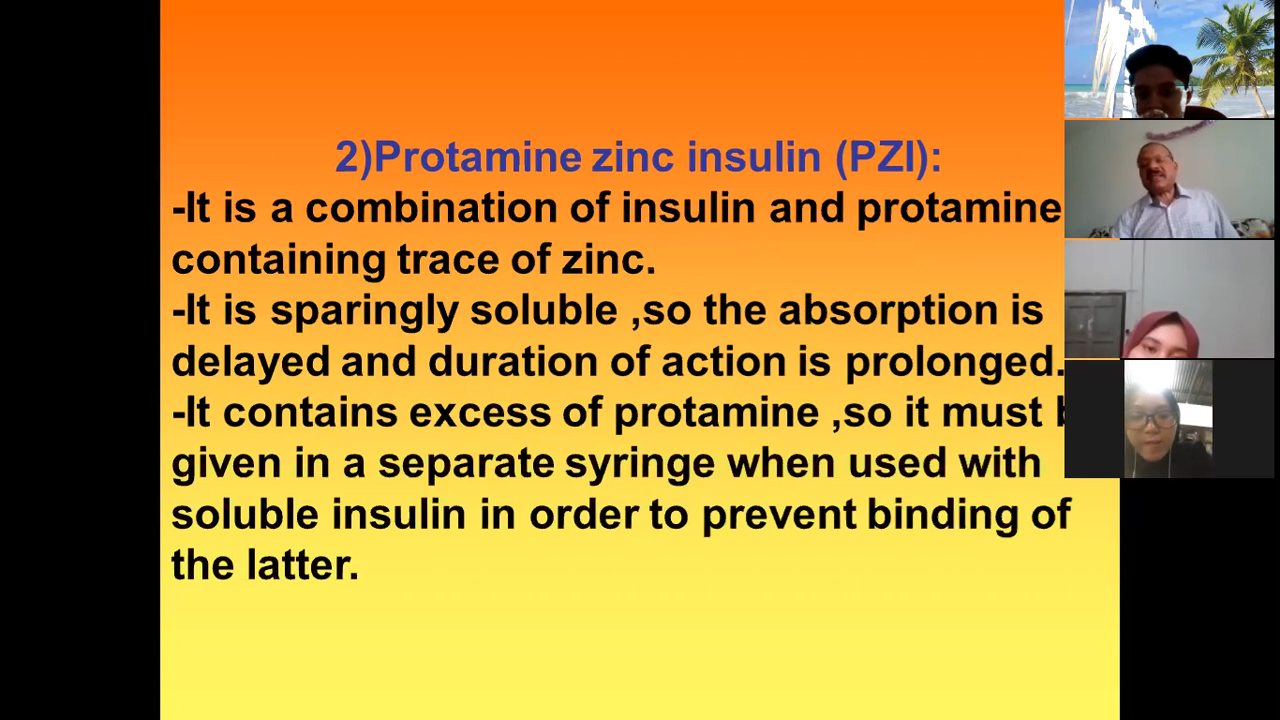 2)Protamine zinc insulin (PZI):
-It is a combination of insulin and protamine
containing trace of zinc.
-It is sparingly soluble ,so the absorption is
delayed and duration of action is prolonged.
-It contains excess of protamine ,so it must
given in a separate syringe when used with
soluble insulin in order to prevent binding of
the latter.